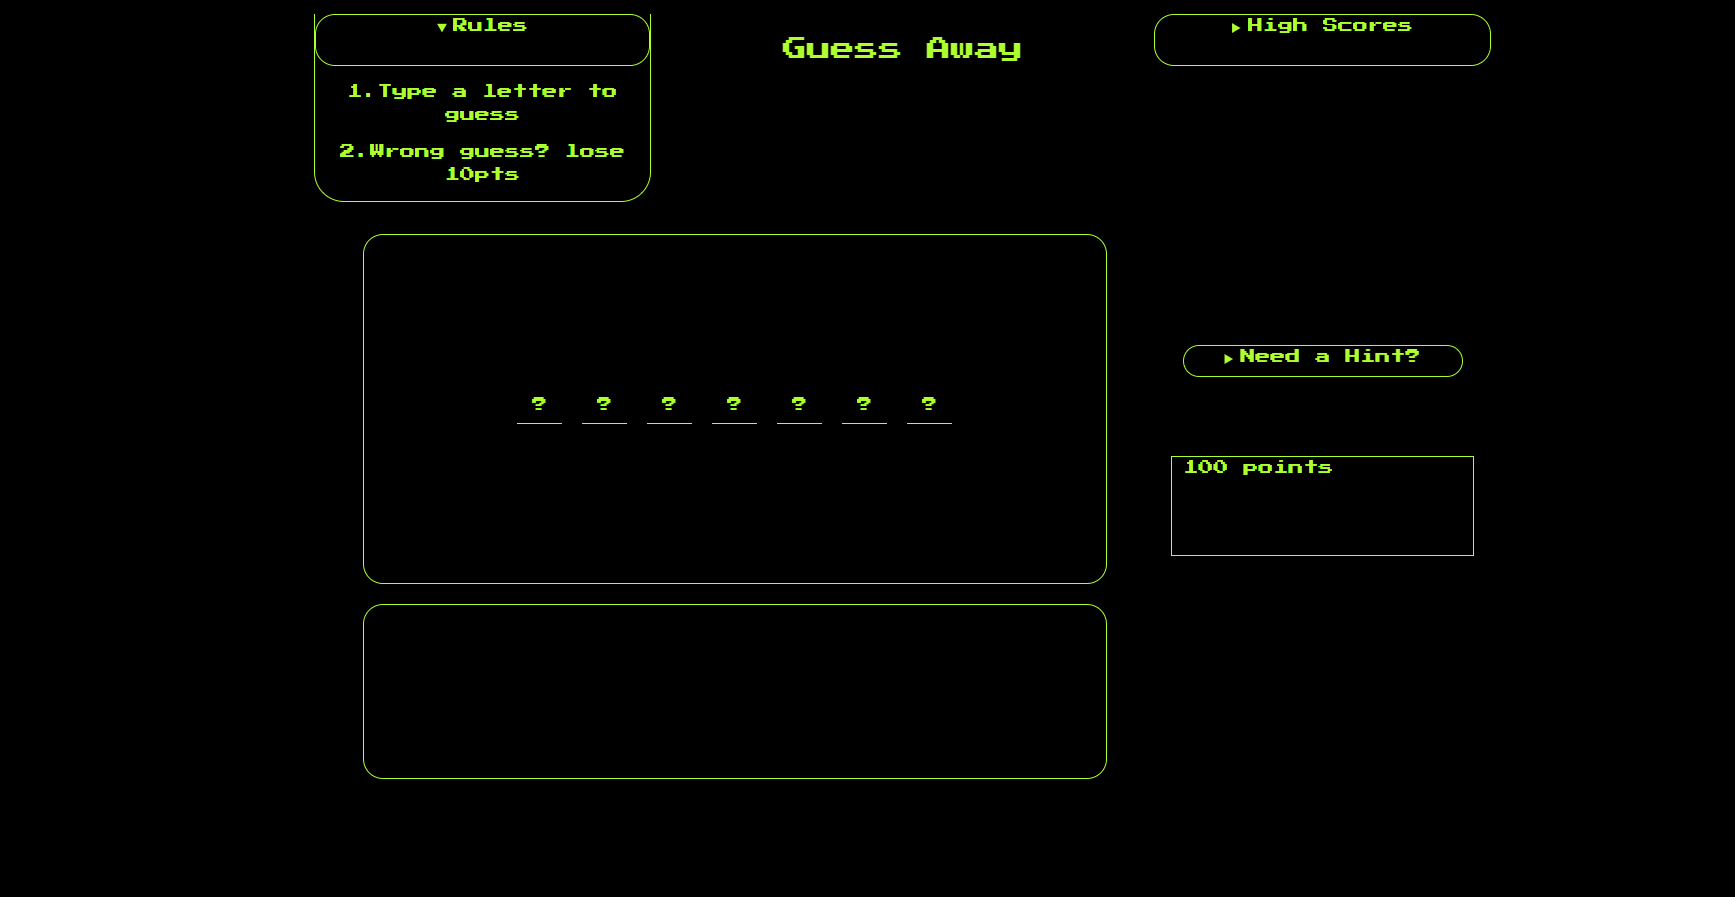 ▼Rules
Guess Away
▶High Scores
1.Type a letter to
guess
2.Wrong guess? lose
10pts
▶Need a Hint?
? ? ? ? ? ? ?
100 points